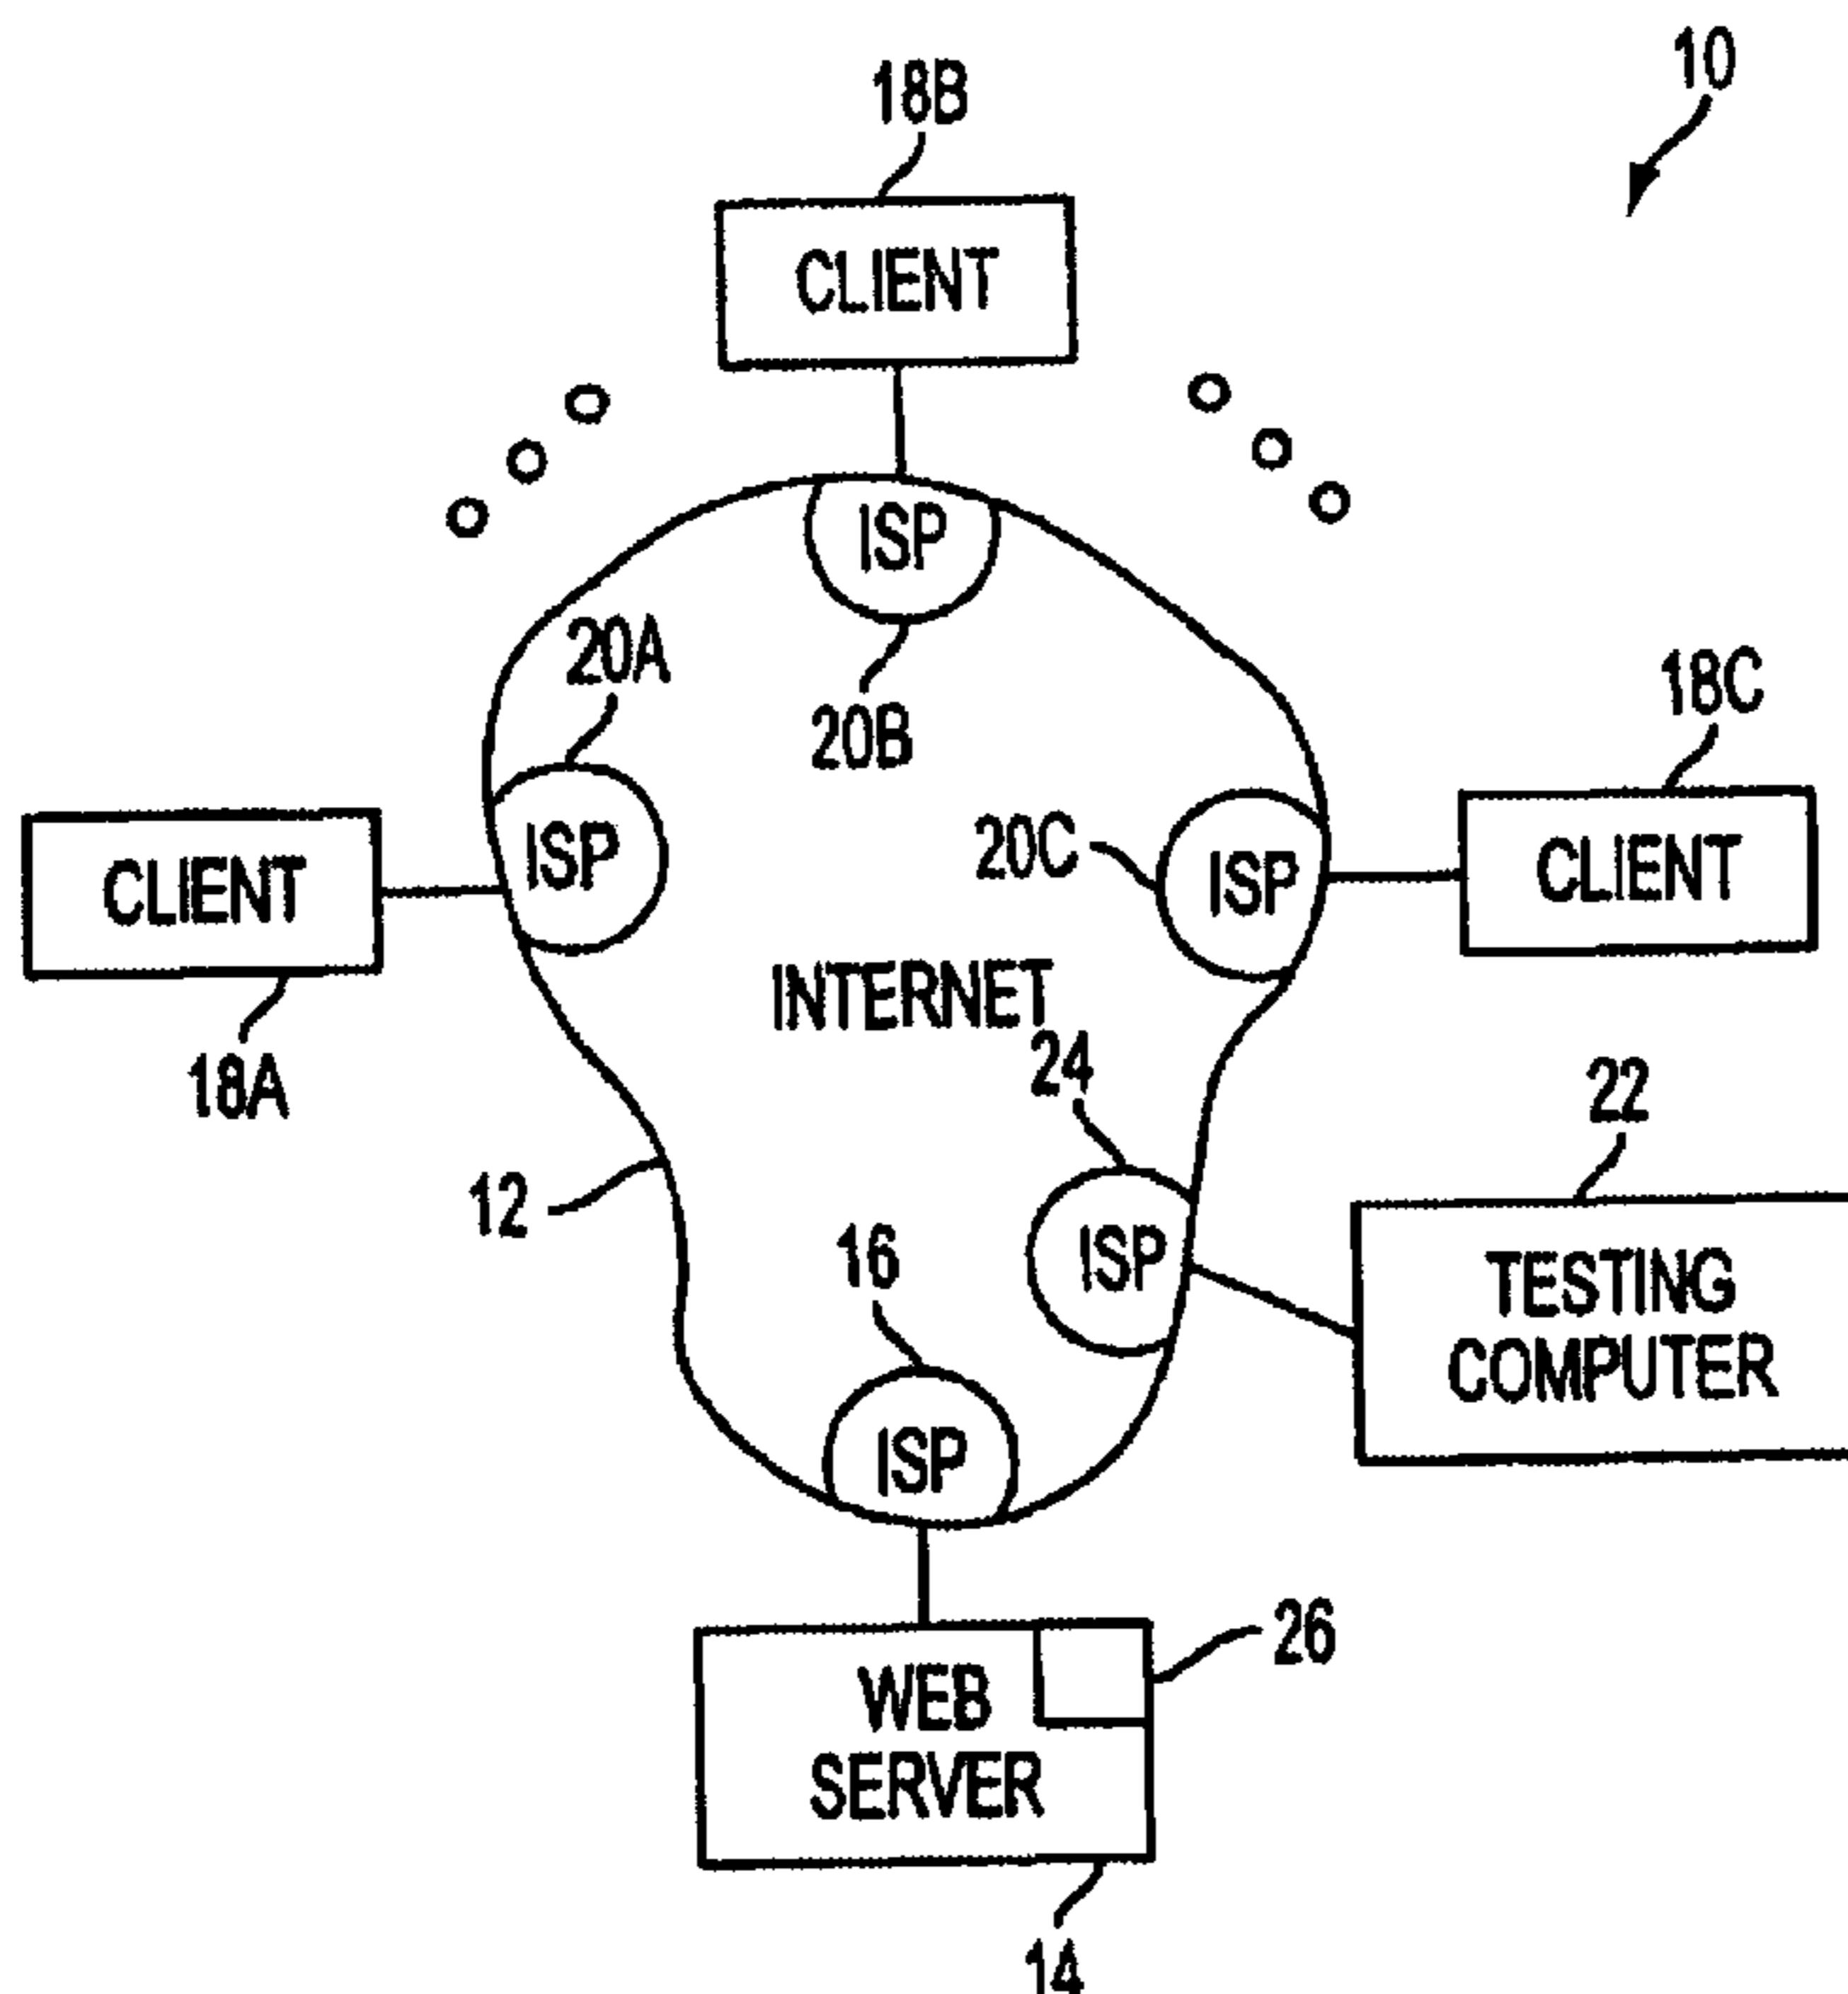 10
18B
CLIENT
ISP
20A
20B
18C
ISP
20C
ISP
CLIENT
CLIENT
INTERNET
18A
24
22
12
16
ISP
TESTING
COMPUTER
ISP
26
WEB
SERVER
14